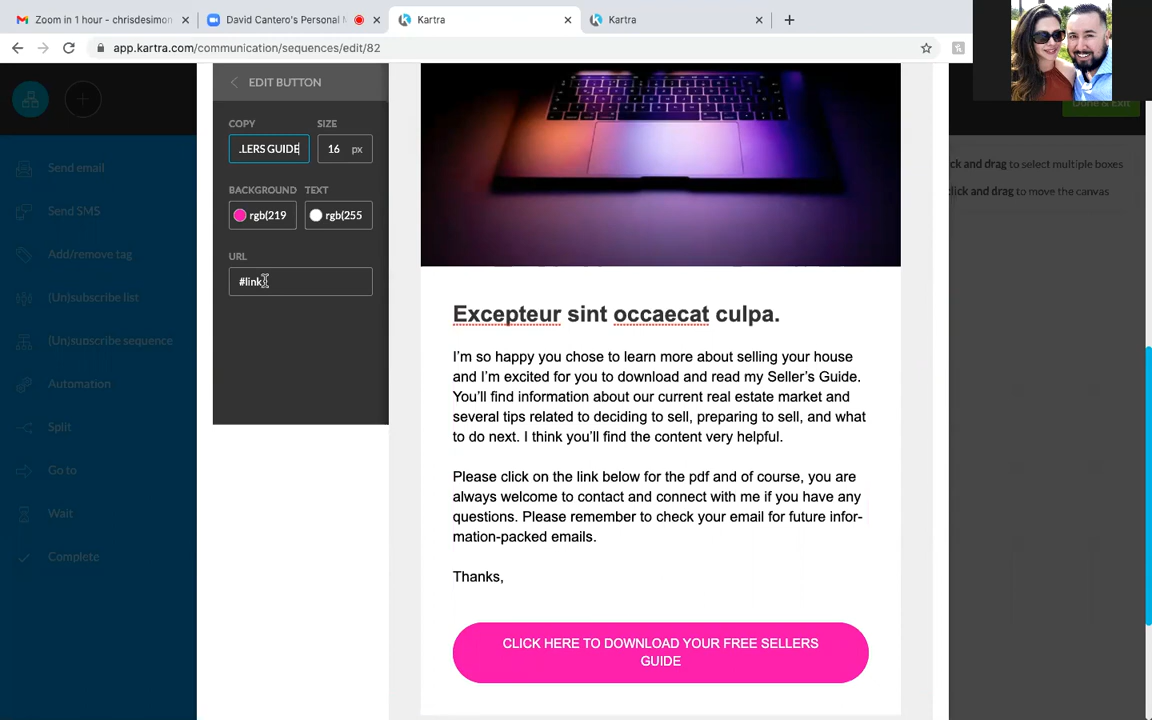 Zoom in 1 hour - chrisdesimon
David Cantero's Personal
Kartra
Kartra
app.kartra.com/communication/sequences/edit/82
EDIT BUTTON
COPY
SIZE
.LERS GUIDE
16 px
BACKGROUND
TEXT
rgb(219
rgb(255
URL
#link
Send email
Send SMS
Add/remove tag
(Un)subscribe list
(Un)subscribe sequence
Automation
Split
Go to
Wait
Complete
Excepteur sint occaecat culpa.
I'm so happy you chose to learn more about selling your house
and I'm excited for you to download and read my Seller's Guide.
You'll find information about our current real estate market and
several tips related to deciding to sell, preparing to sell, and what
to do next. I think you'll find the content very helpful.
Please click on the link below for the pdf and of course, you are
always welcome to contact and connect with me if you have any
questions. Please remember to check your email for future infor-
mation-packed emails.
Thanks,
CLICK HERE TO DOWNLOAD YOUR FREE SELLERS
GUIDE
Done & Exit
ck and drag to select multiple boxes
click and drag to move the canvas